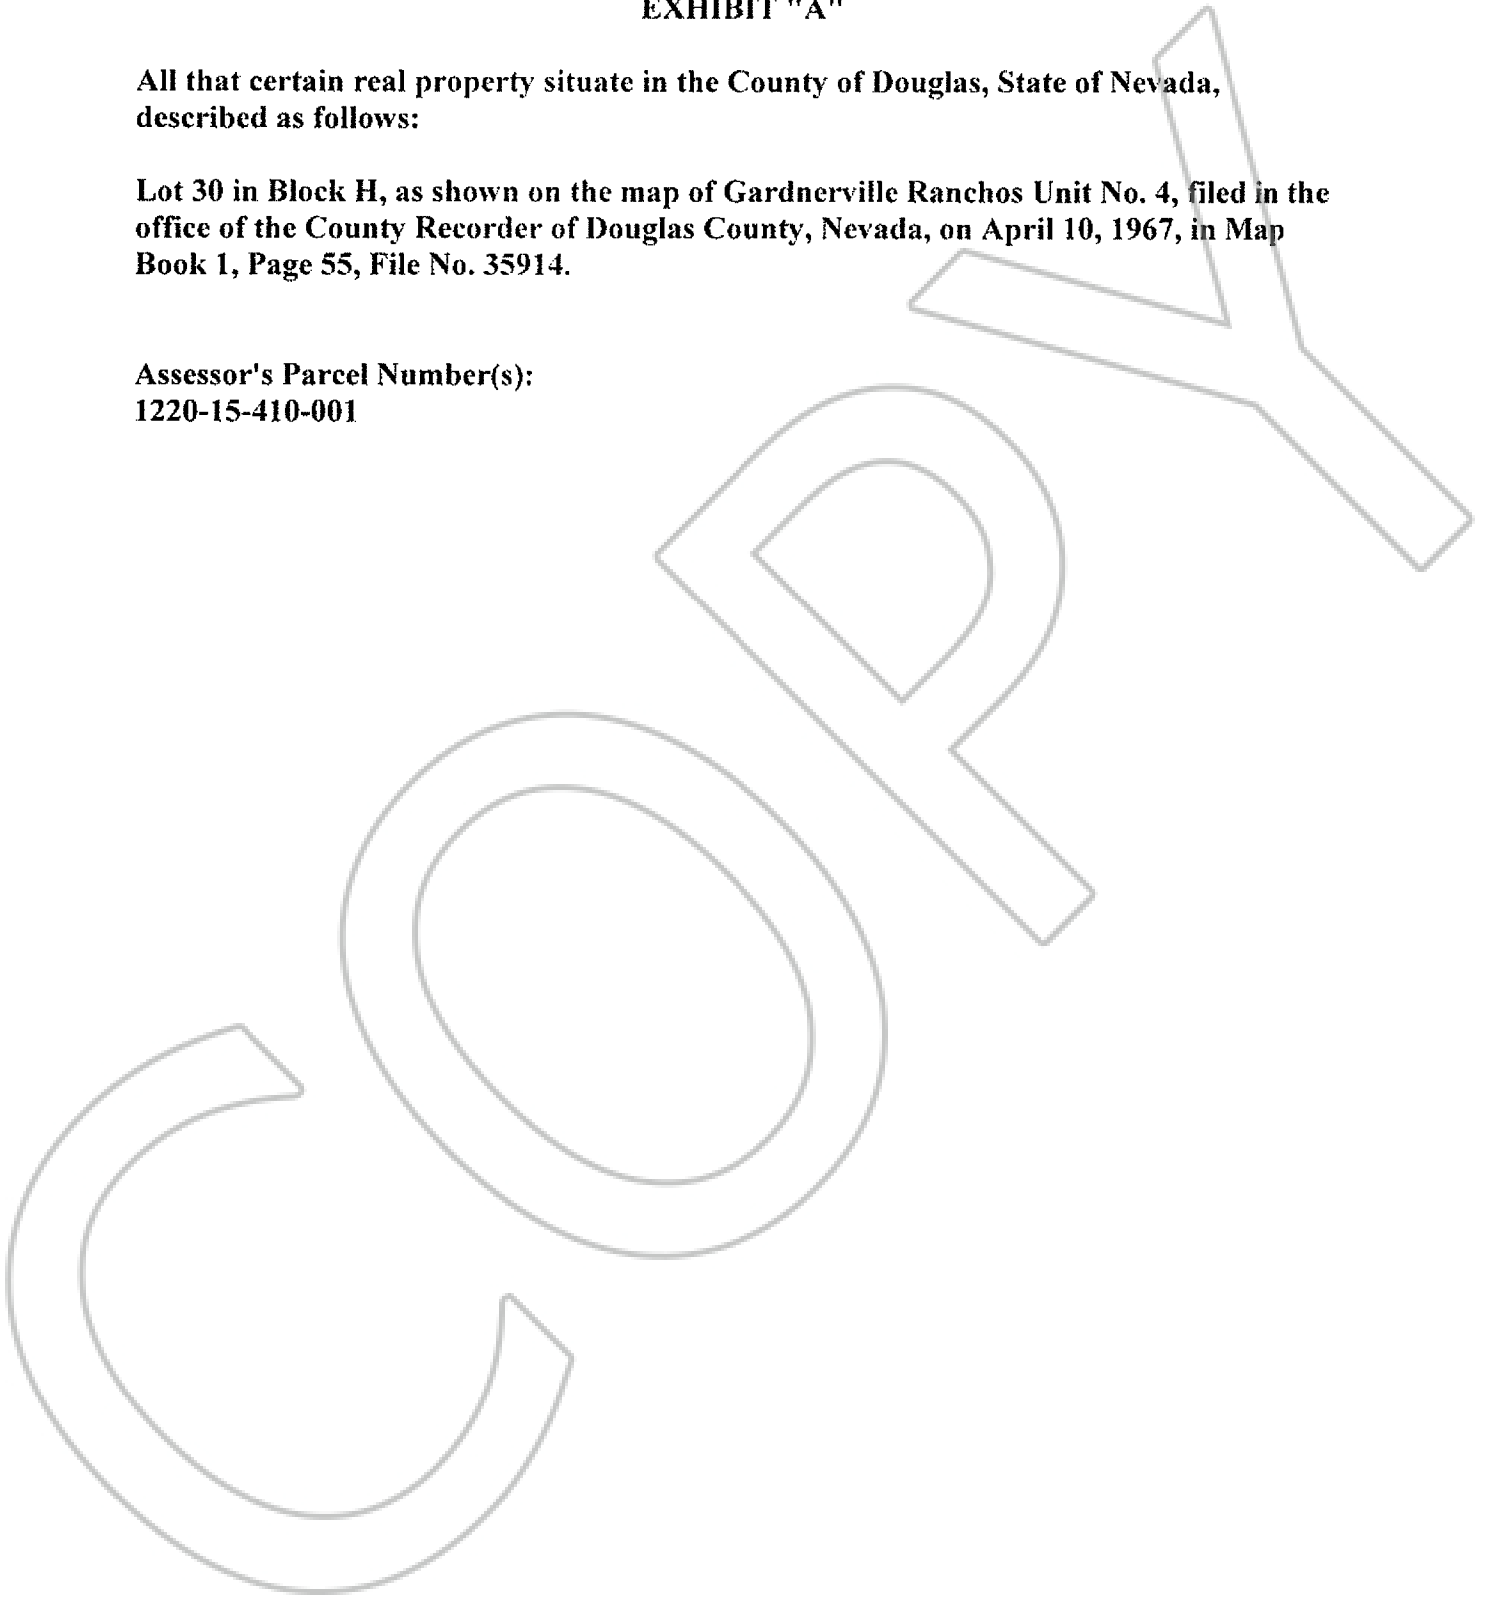 EXHIBIT "A"
All that certain real property situate in the County of Douglas, State of Nevada,
described as follows:
Lot 30 in Block H, as shown on the map of Gardnerville Ranchos Unit No. 4, filed in the
office of the County Recorder of Douglas County, Nevada, on April 10, 1967, in Map
Book 1, Page 55, File No. 35914.
Assessor's Parcel Number(s):
1220-15-410-001
COPY